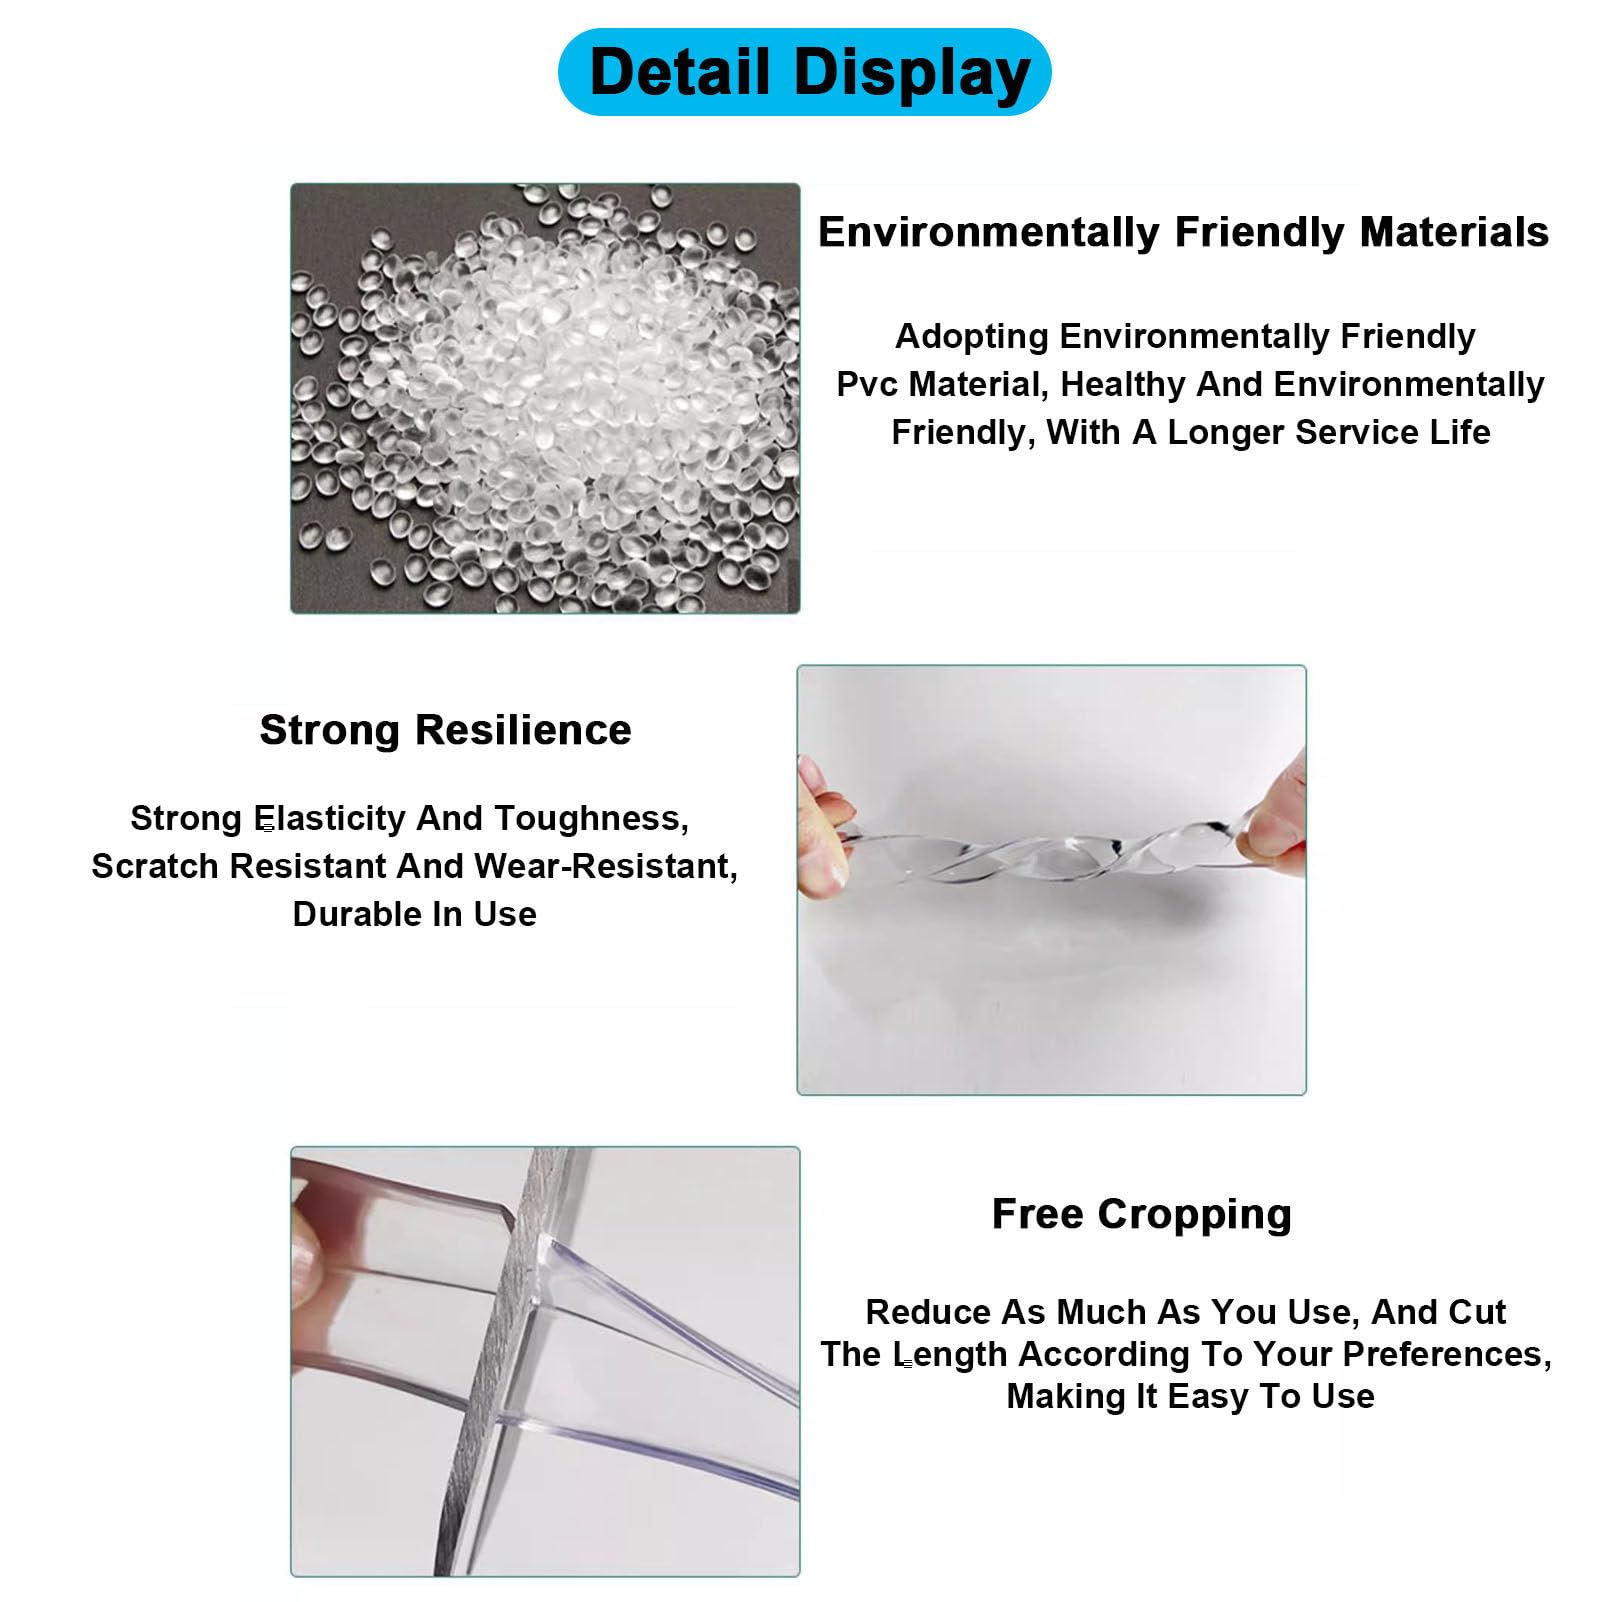 Detail Display
Environmentally Friendly Materials
Adopting Environmentally Friendly
Pvc Material, Healthy And Environmentally
Friendly, With A Longer Service Life
Strong Resilience
Strong Elasticity And Toughness,
Scratch Resistant And Wear-Resistant,
Durable In Use
Free Cropping
Reduce As Much As You Use, And Cut
The Length According To Your Preferences,
Making It Easy To Use